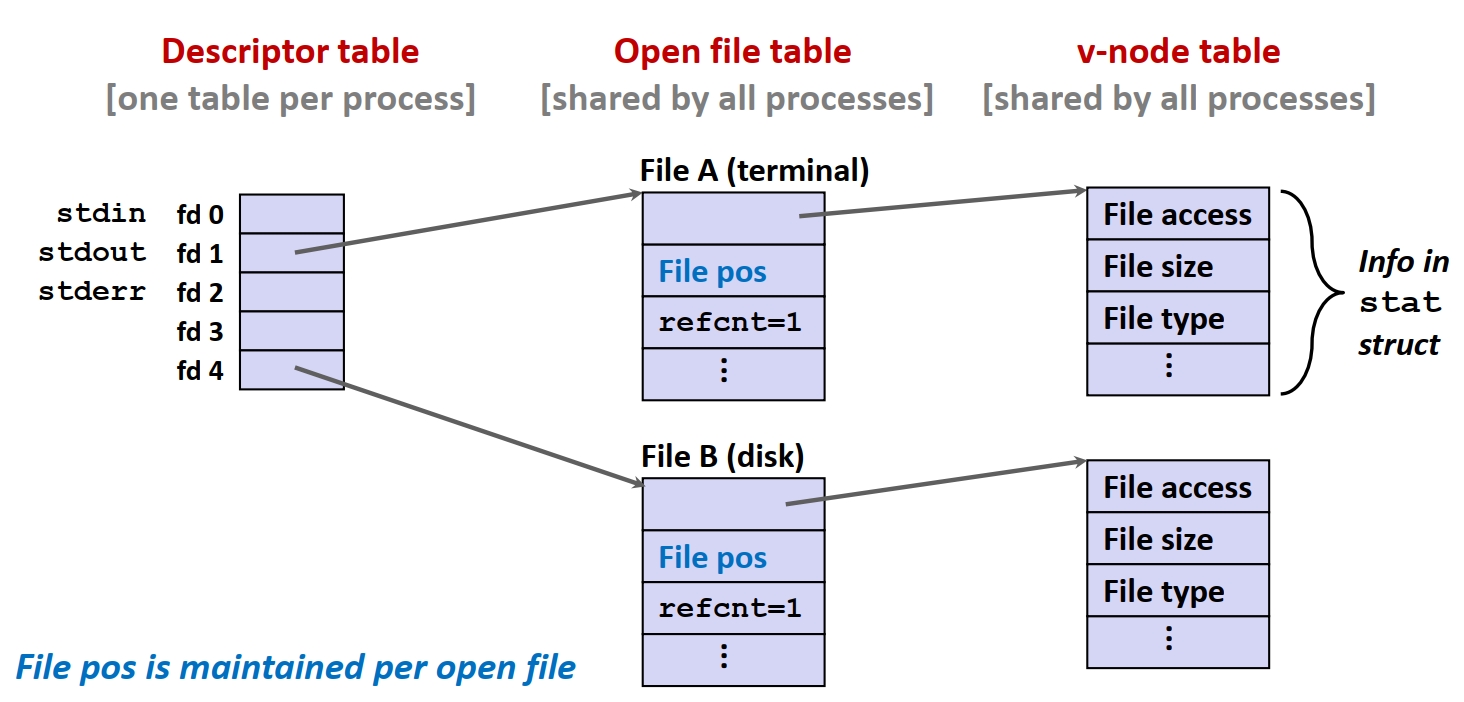 Descriptor table
[one table per process]
Open file table
[shared by all processes]
v-node table
[shared by all processes]
stdin fd 0
stdout fd 1
stderr fd 2
fd 3
fd 4
File A (terminal)
File pos
refcnt=1
⋮
File B (disk)
File pos
refcnt=1
⋮
File access
File size
File type
⋮
Info in
stat
struct
File access
File size
File type
⋮
File pos is maintained per open file